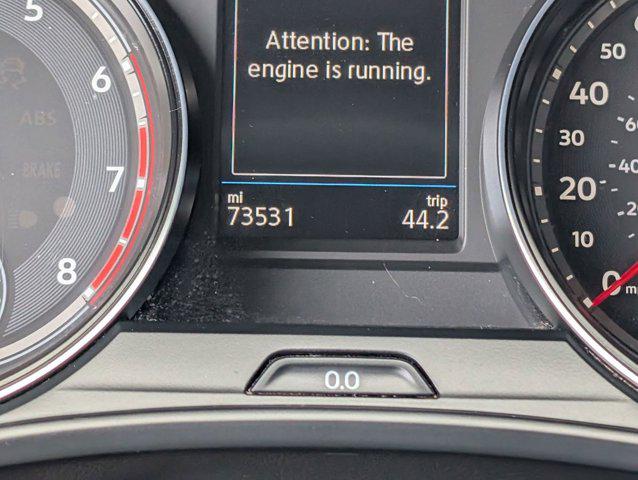 5
6
7
8
ABS
BRAKE
Attention: The
engine is running.
mi trip
73531 44.2
0.0
50
40
30
20
10
0